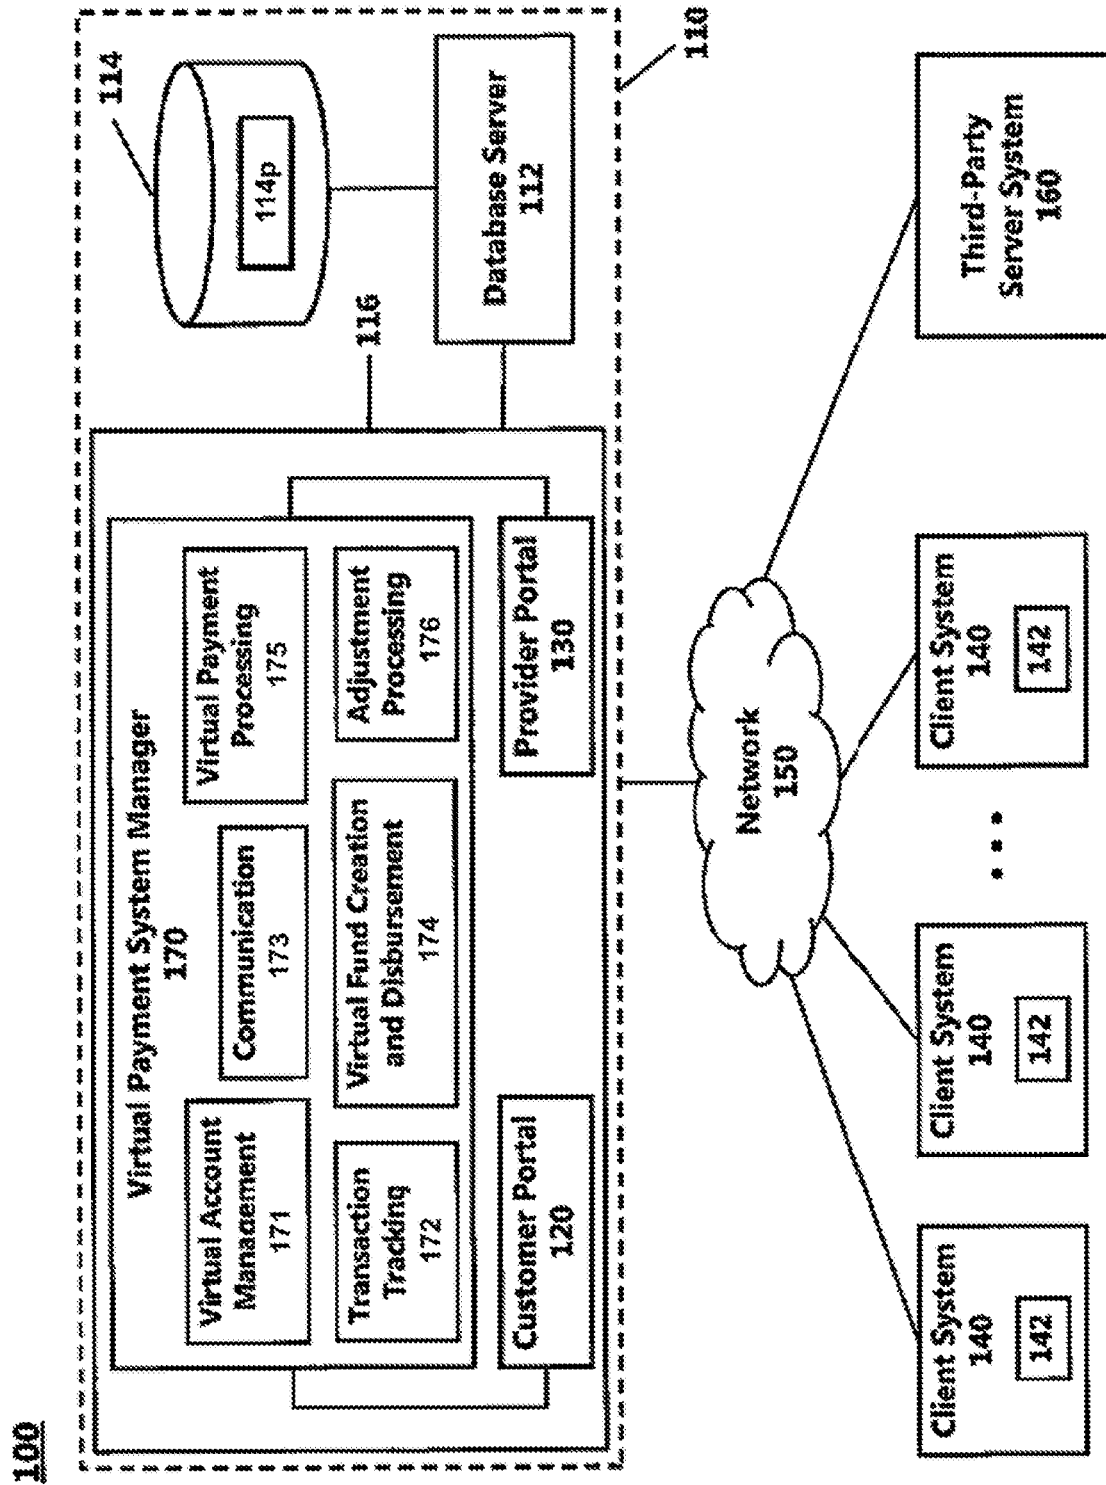 100
Virtual Payment System Manager
170
Virtual Account
Management
171
Communication
173
Virtual Payment
Processing
175
Transaction
Tracking
172
Virtual Fund Creation
and Disbursement
174
Adjustment
Processing
176
Customer Portal
120
Provider Portal
130
116
114
114p
Database Server
112
110
Network
150
Client System
140
142
Client System
140
142
Client System
140
142
Third-Party
Server System
160